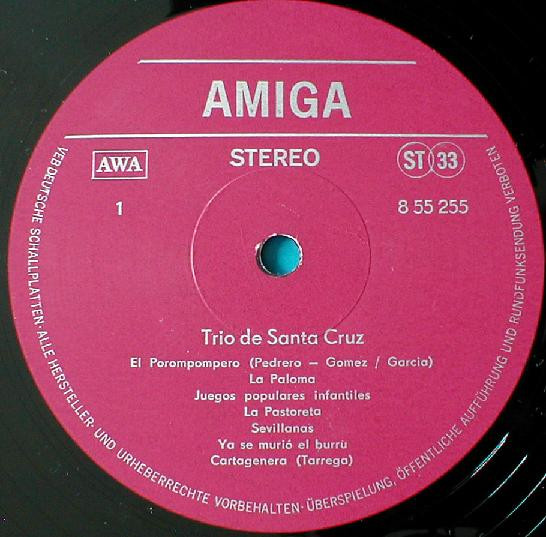 AMIGA
AWA
STEREO
ST 33
1
8 55 255
Trio de Santa Cruz
El Porompompero (Pedrero – Gomez / Garcia)
La Paloma
Juegos populares infantiles
La Pastoreta
Sevillanas
Ya se murió el burru
Cartagenera (Tarrega)
VEB DEUTSCHE SCHALLPLATTEN · ALLE HERSTELLER- UND URHEBERRECHTE VORBEHALTEN · ÜBERSPIELUNG, ÖFFENTLICHE AUFFÜHRUNG UND RUNDFUNKSENDUNG VERBOTEN